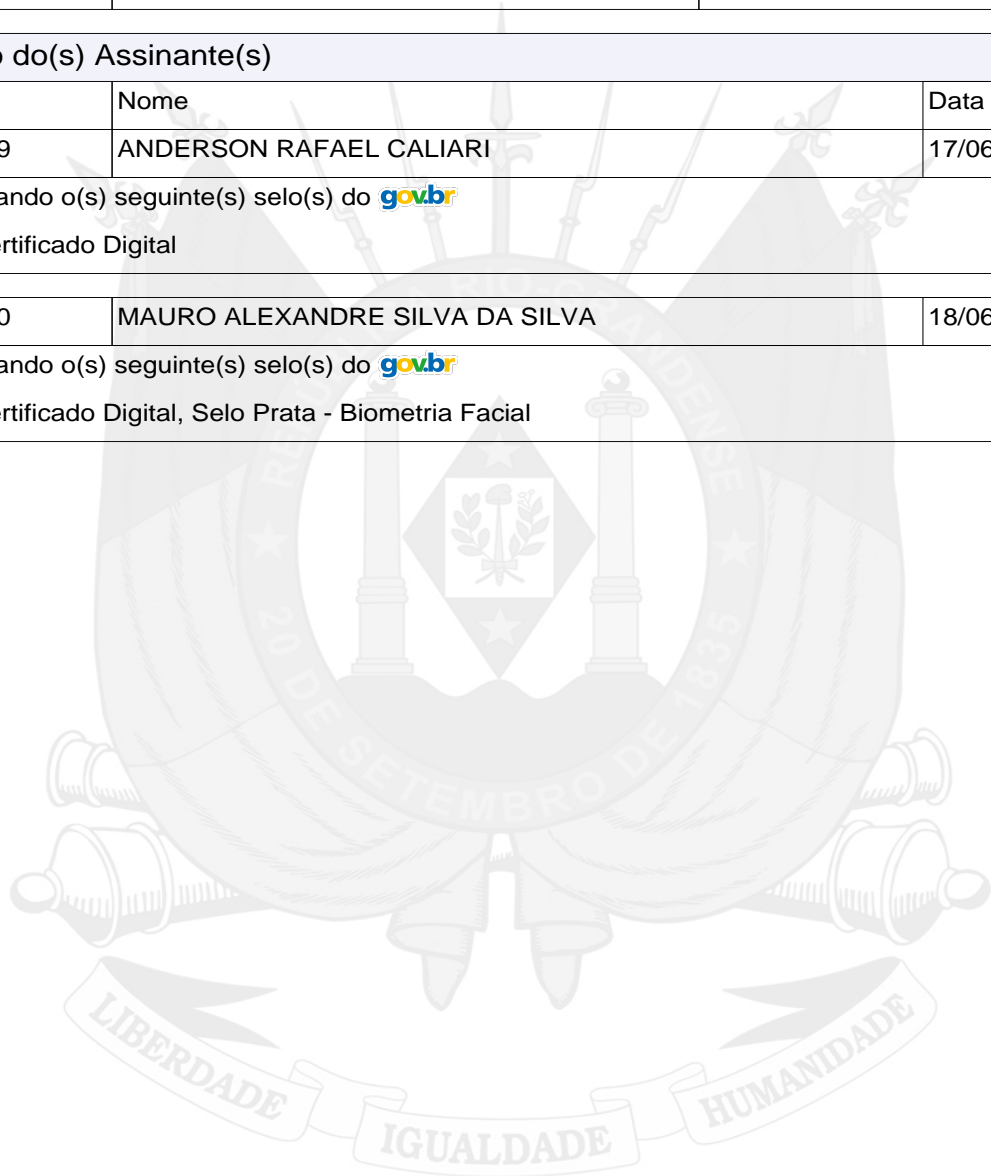 o do(s) Assinante(s)
Nome Data
9 ANDERSON RAFAEL CALIARI 17/06
ando o(s) seguinte(s) selo(s) do gov.br
ertificado Digital
0 MAURO ALEXANDRE SILVA DA SILVA 18/06
ando o(s) seguinte(s) selo(s) do gov.br
ertificado Digital, Selo Prata - Biometria Facial
REPÚBLICA RIO-GRANDENSE
20 DE SETEMBRO DE 1835
LIBERDADE IGUALDADE HUMANIDADE